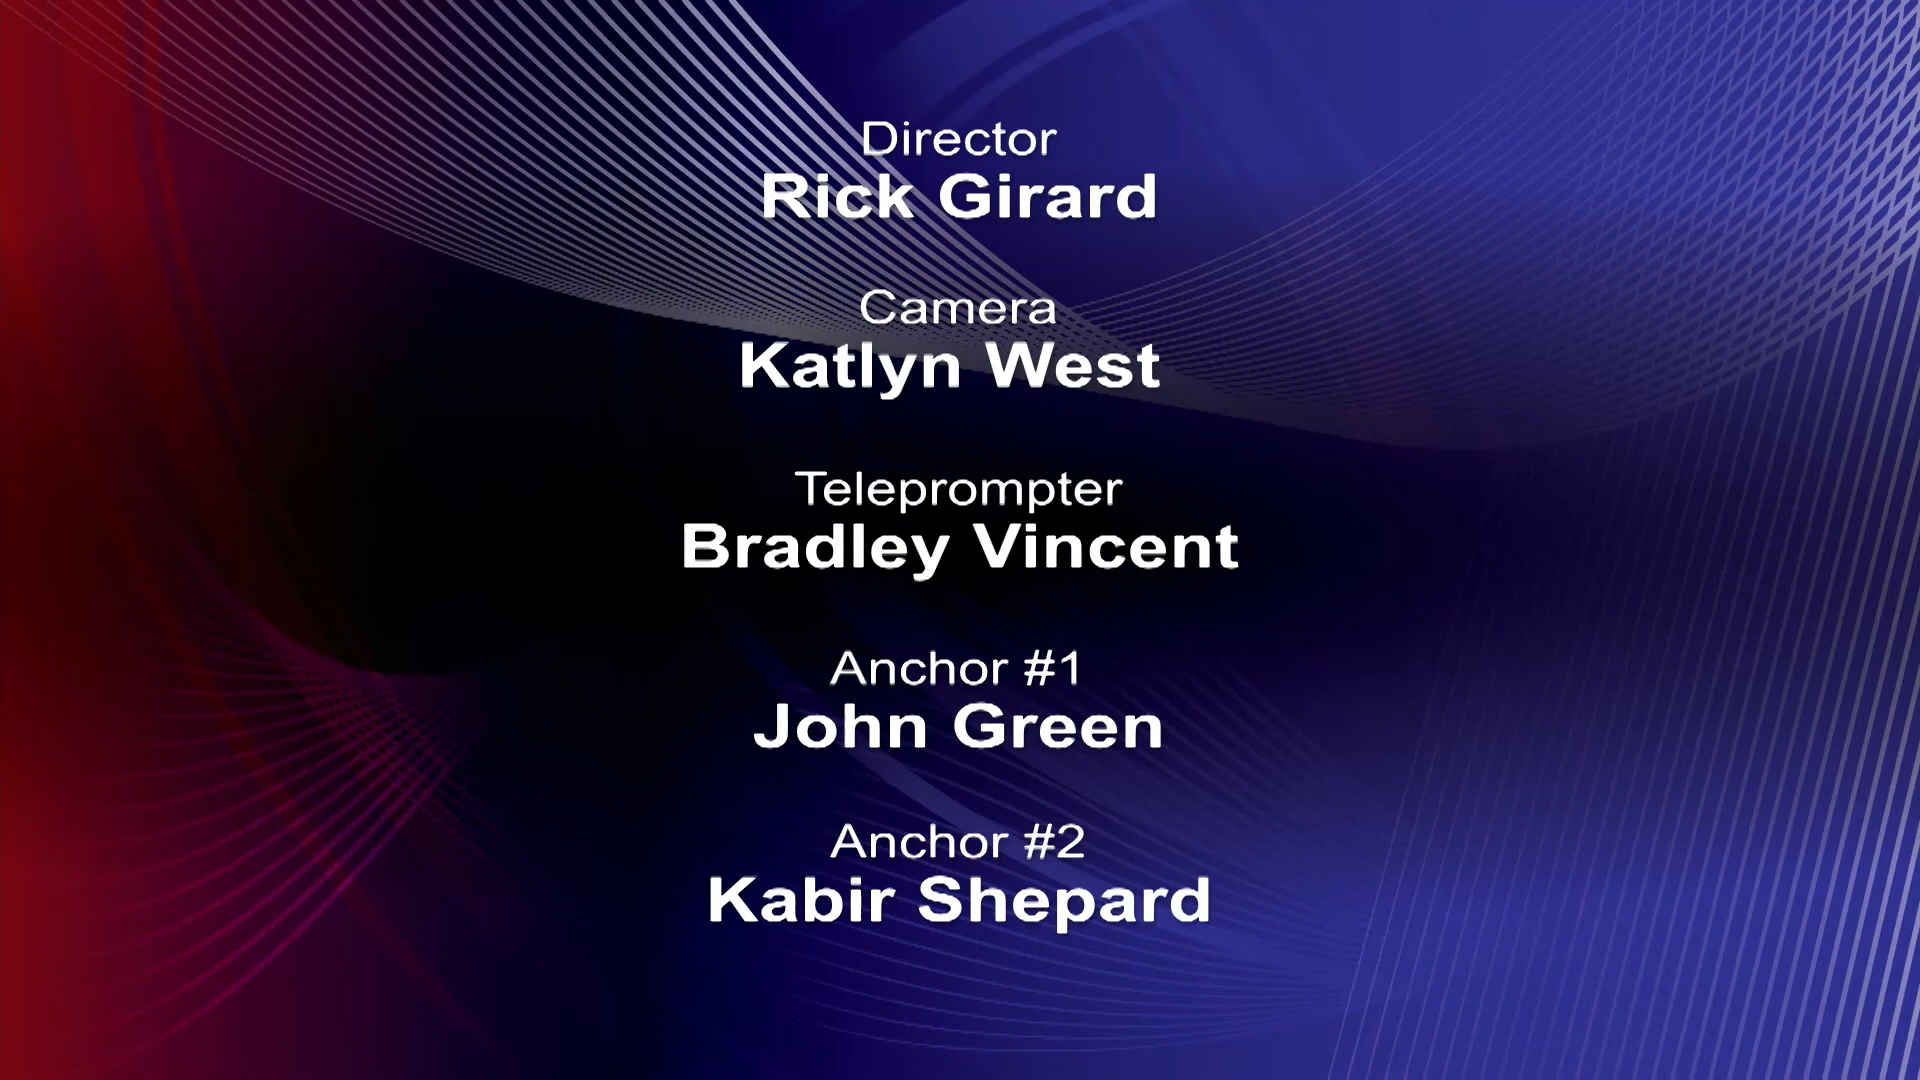 Director
Rick Girard
Camera
Katlyn West
Teleprompter
Bradley Vincent
Anchor #1
John Green
Anchor #2
Kabir Shepard